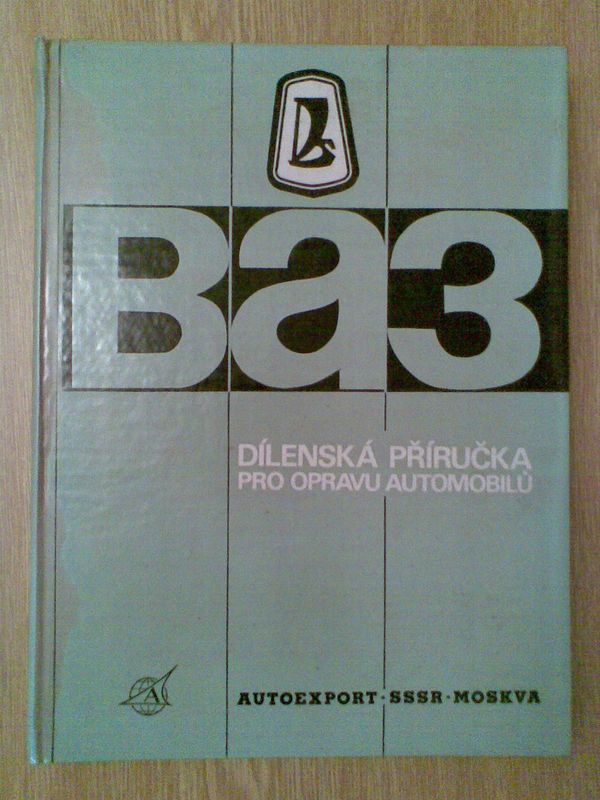 ВаЗ
DÍLENSKÁ PŘÍRUČKA
PRO OPRAVU AUTOMOBILŮ
A
AUTOEXPORT·SSSR·MOSKVA